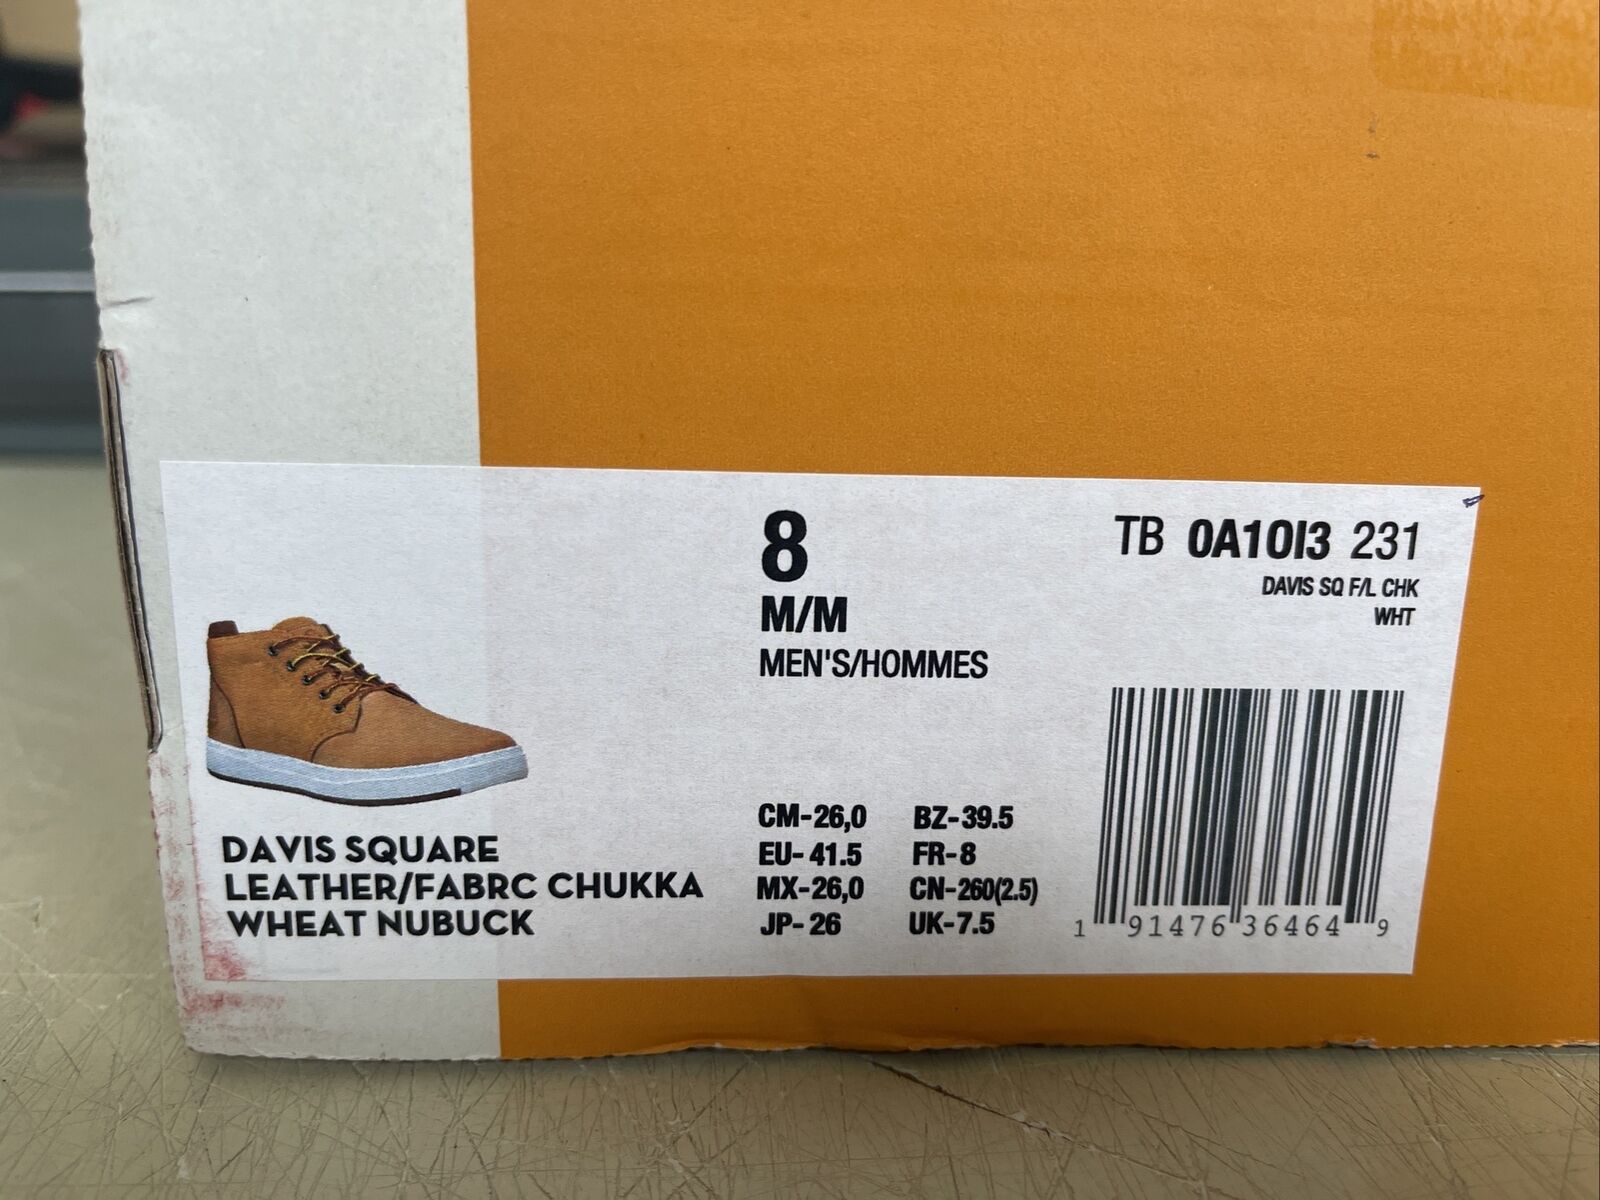 8
M/M
MEN'S/HOMMES
TB 0A10I3 231
DAVIS SQ F/L CHK
WHT
DAVIS SQUARE
LEATHER/FABRC CHUKKA
WHEAT NUBUCK
CM-26,0 BZ-39.5
EU-41.5 FR-8
MX-26,0 CN-260(2.5)
JP-26 UK-7.5
1 91476 36464 9